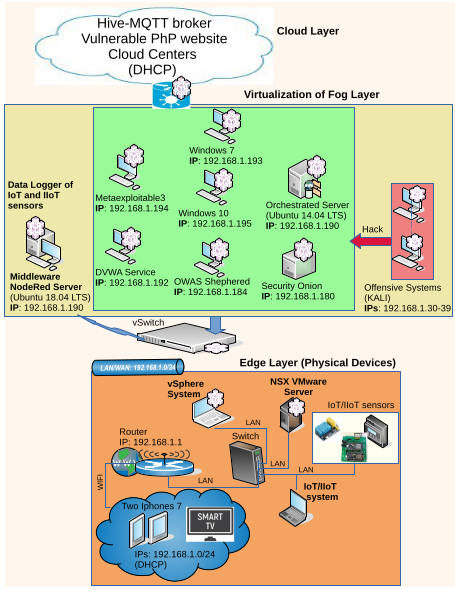 Hive-MQTT broker
Vulnerable PhP website
Cloud Centers
(DHCP)
Cloud Layer
Virtualization of Fog Layer
Windows 7
IP: 192.168.1.193
Metaexploitable3
IP: 192.168.1.194
Windows 10
IP: 192.168.1.195
Orchestrated Server
(Ubuntu 14.04 LTS)
IP: 192.168.1.190
Data Logger of
IoT and IIoT
sensors
Middleware
NodeRed Server
(Ubuntu 18.04 LTS)
IP: 192.168.1.190
DVWA Service
IP: 192.168.1.192
OWAS Shephered
IP: 192.168.1.184
Security Onion
IP: 192.168.1.180
Hack
Offensive Systems
(KALI)
IPs: 192.168.1.30-39
vSwitch
LAN/WAN: 192.168.1.0/24
Edge Layer (Physical Devices)
vSphere
System
NSX VMware
Server
IoT/IIoT sensors
LAN
Router
IP: 192.168.1.1
Switch
LAN
LAN
WWW
LAN
WIFI
IoT/IIoT
system
Two Iphones 7
SMART
TV
IPs: 192.168.1.0/24
(DHCP)